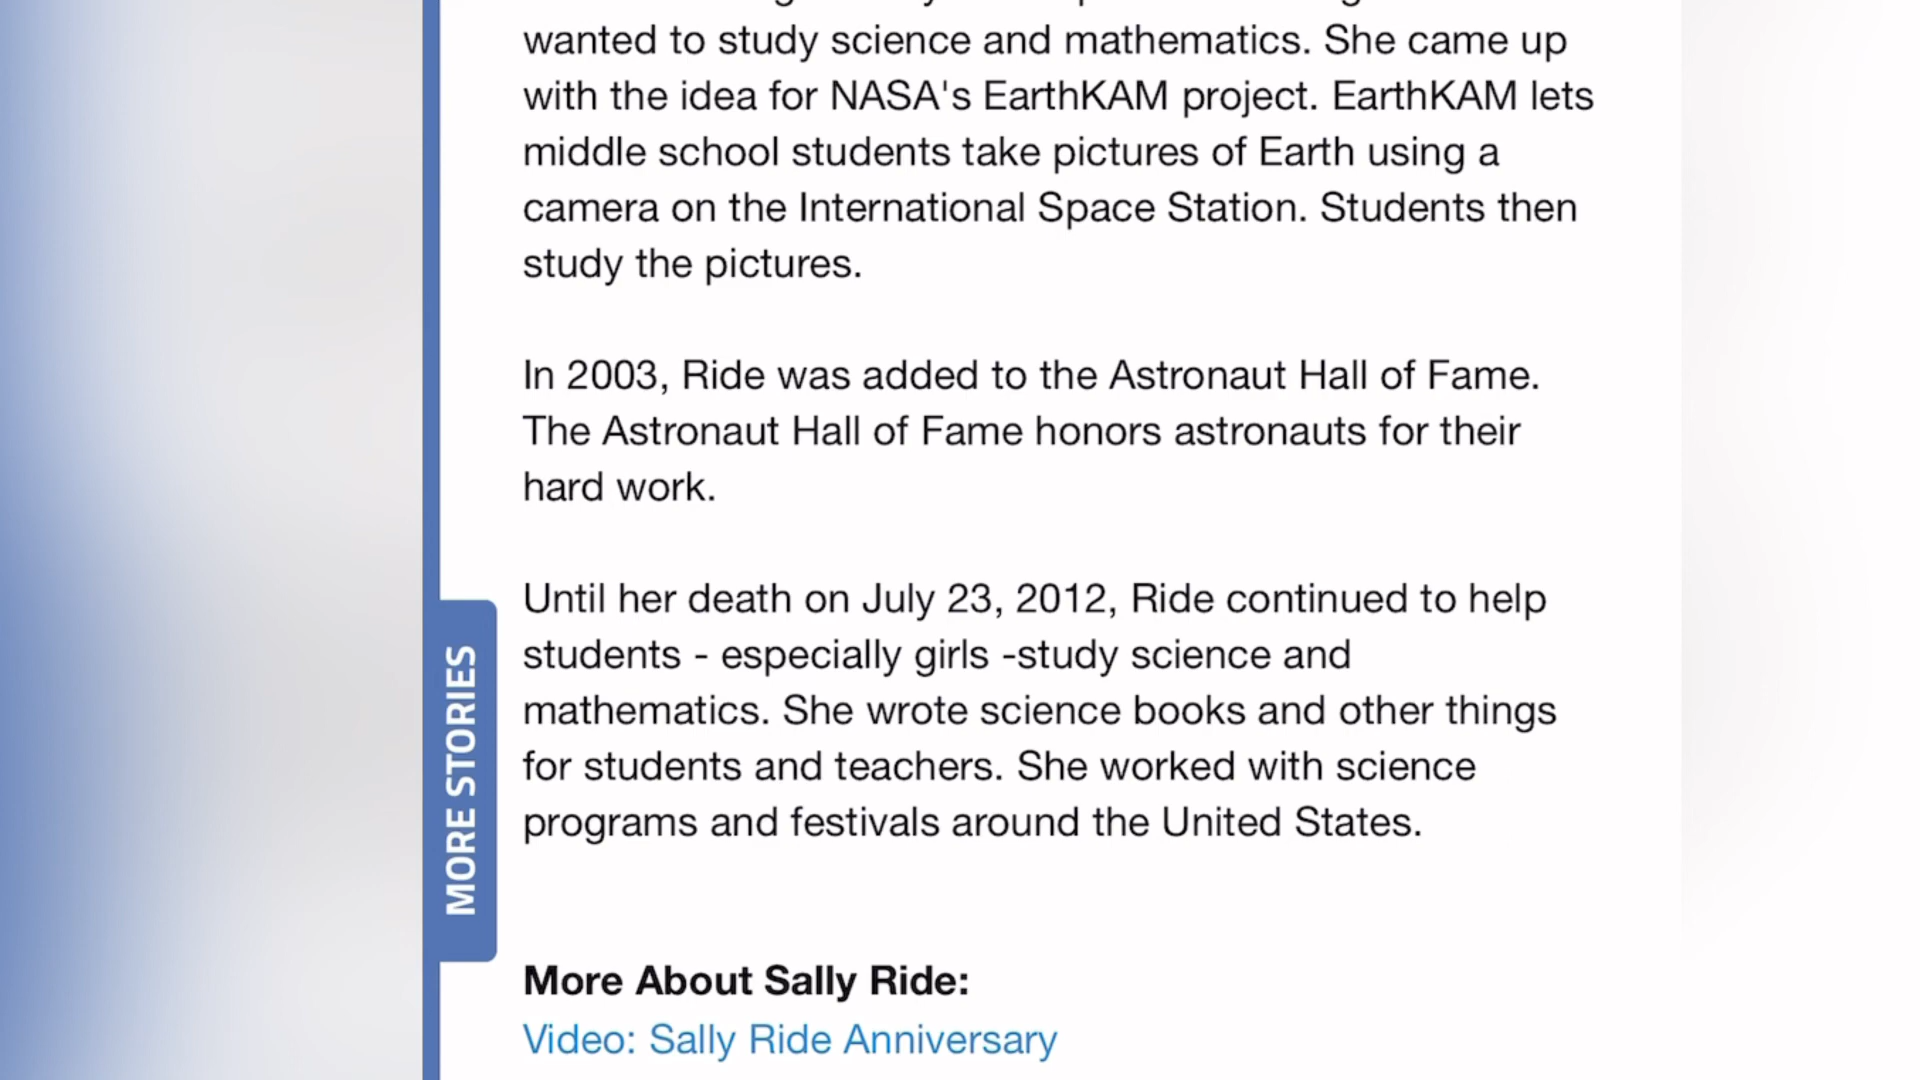 wanted to study science and mathematics. She came up
with the idea for NASA's EarthKAM project. EarthKAM lets
middle school students take pictures of Earth using a
camera on the International Space Station. Students then
study the pictures.
In 2003, Ride was added to the Astronaut Hall of Fame.
The Astronaut Hall of Fame honors astronauts for their
hard work.
Until her death on July 23, 2012, Ride continued to help
students - especially girls -study science and
mathematics. She wrote science books and other things
for students and teachers. She worked with science
programs and festivals around the United States.
MORE STORIES
More About Sally Ride:
Video: Sally Ride Anniversary